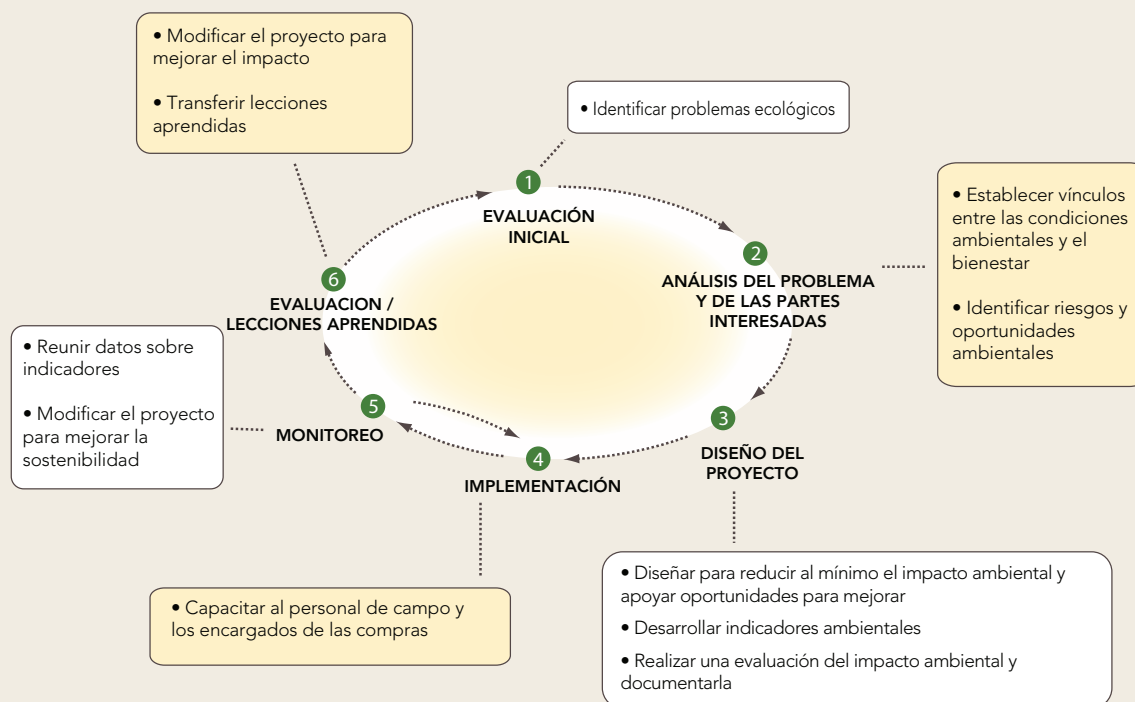 • Modificar el proyecto para
mejorar el impacto
• Transferir lecciones
aprendidas
• Identificar problemas ecológicos
1
EVALUACIÓN
INICIAL
2
ANÁLISIS DEL PROBLEMA
Y DE LAS PARTES
INTERESADAS
• Establecer vínculos
entre las condiciones
ambientales y el
bienestar
• Identificar riesgos y
oportunidades
ambientales
6
EVALUACION /
LECCIONES APRENDIDAS
• Reunir datos sobre
indicadores
• Modificar el proyecto
para mejorar la
sostenibilidad
5
MONITOREO
3
DISEÑO DEL
PROYECTO
4
IMPLEMENTACIÓN
• Capacitar al personal de campo y
los encargados de las compras
• Diseñar para reducir al mínimo el impacto ambiental y
apoyar oportunidades para mejorar
• Desarrollar indicadores ambientales
• Realizar una evaluación del impacto ambiental y
documentarla